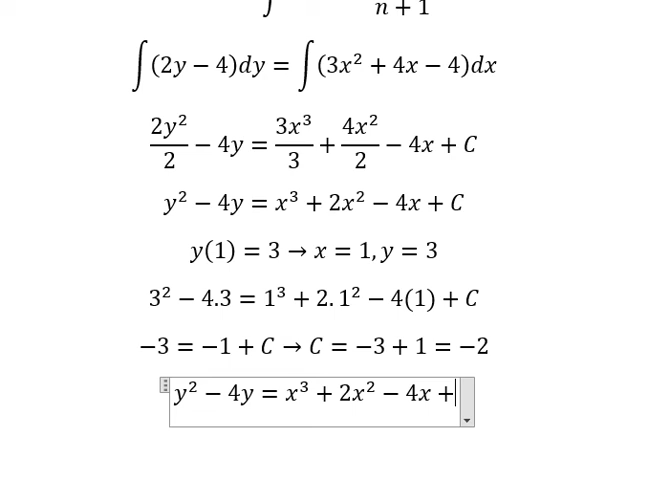 ∫ n + 1
∫(2y − 4)dy = ∫(3x² + 4x − 4)dx
2y²/2 − 4y = 3x³/3 + 4x²/2 − 4x + C
y² − 4y = x³ + 2x² − 4x + C
y(1) = 3 → x = 1, y = 3
3² − 4.3 = 1³ + 2. 1² − 4(1) + C
−3 = −1 + C → C = −3 + 1 = −2
y² − 4y = x³ + 2x² − 4x +